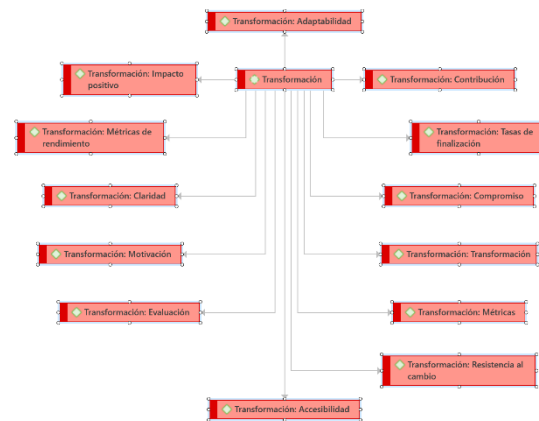 Transformación: Adaptabilidad
Transformación: Impacto
positivo
Transformación
Transformación: Contribución
Transformación: Métricas de
rendimiento
Transformación: Tasas de
finalización
Transformación: Claridad
Transformación: Compromiso
Transformación: Motivación
Transformación: Transformación
Transformación: Evaluación
Transformación: Métricas
Transformación: Resistencia al
cambio
Transformación: Accesibilidad